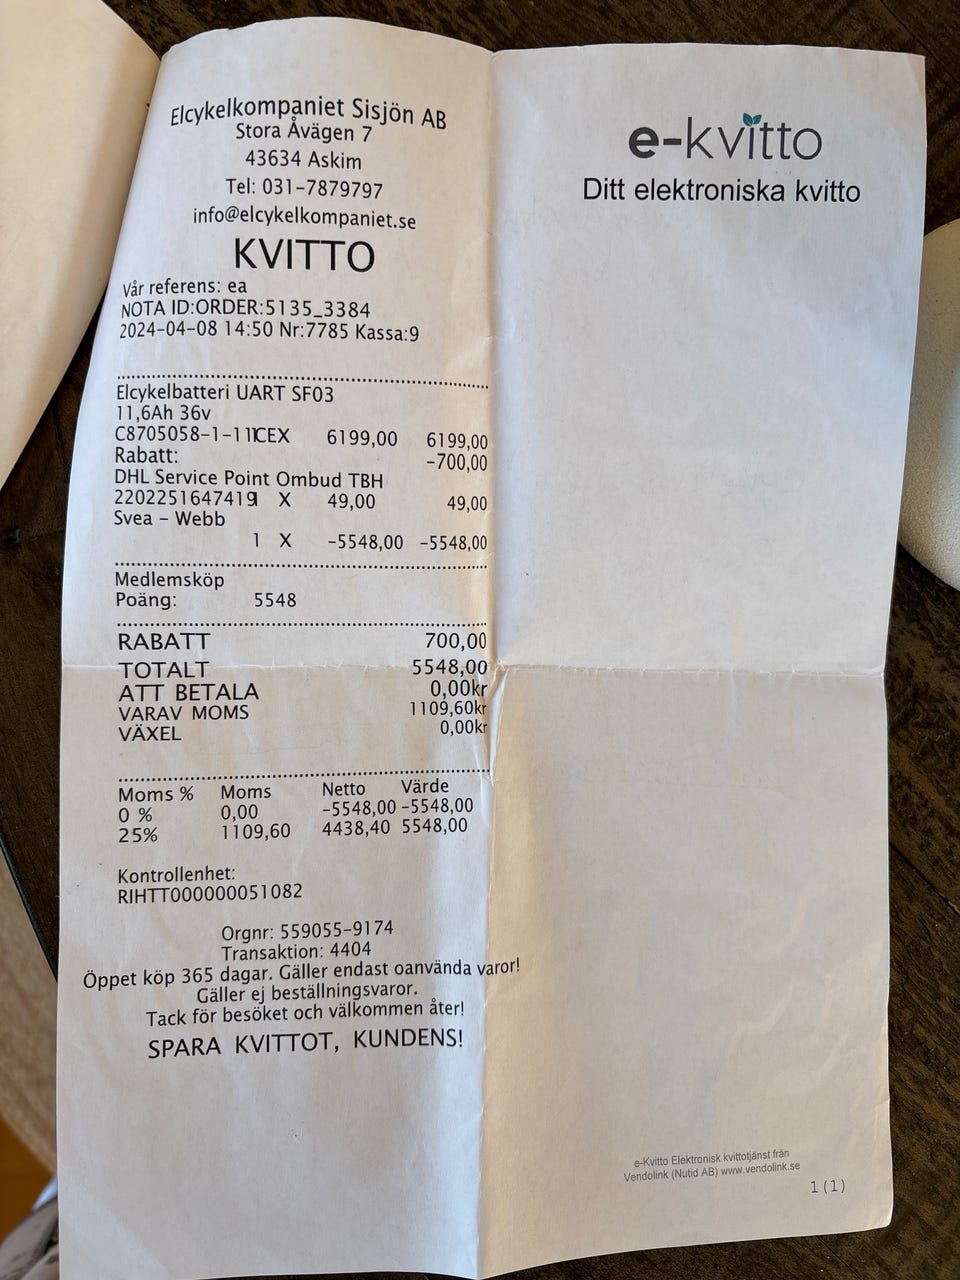 Elcykelkompaniet Sisjön AB
Stora Åvägen 7
43634 Askim
Tel: 031-7879797
info@elcykelkompaniet.se
KVITTO
Vår referens: ea
NOTA ID:ORDER:5135_3384
2024-04-08 14:50 Nr:7785 Kassa:9
Elcykelbatteri UART SF03
11,6Ah 36v
C8705058-1-11ICEX 6199,00 6199,00
Rabatt: -700,00
DHL Service Point Ombud TBH
2202251647419 1 X 49,00 49,00
Svea - Webb
1 X -5548,00 -5548,00
Medlemsköp
Poäng: 5548
RABATT 700,00
TOTALT 5548,00
ATT BETALA 0,00kr
VARAV MOMS 1109,60kr
VÄXEL 0,00kr
Moms % Moms Netto Värde
0 % 0,00 -5548,00 -5548,00
25% 1109,60 4438,40 5548,00
Kontrollenhet:
RIHTT000000051082
Orgnr: 559055-9174
Transaktion: 4404
Öppet köp 365 dagar. Gäller endast oanvända varor!
Gäller ej beställningsvaror.
Tack för besöket och välkommen åter!
SPARA KVITTOT, KUNDENS!
e-kvitto
Ditt elektroniska kvitto
e-Kvitto Elektronisk kvittotjänst från
Vendolink (Nutid AB) www.vendolink.se
1(1)